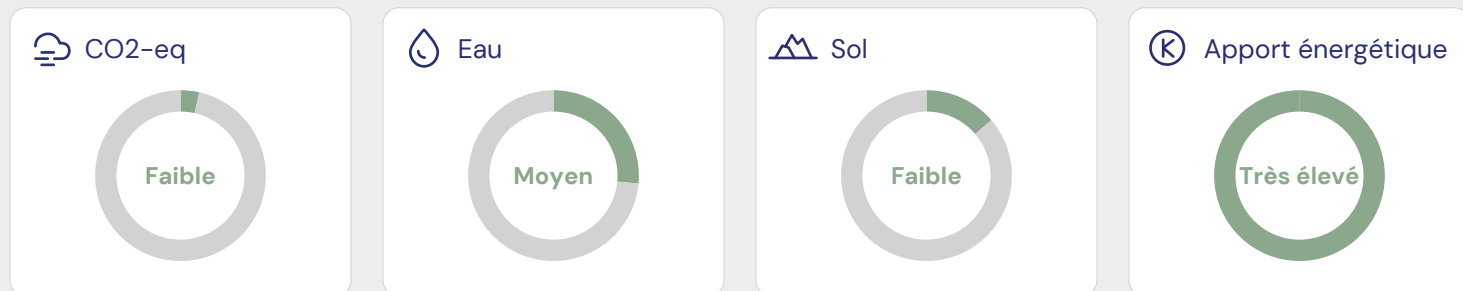 CO2-eq
Faible
Eau
Moyen
Sol
Faible
Apport énergétique
Très élevé